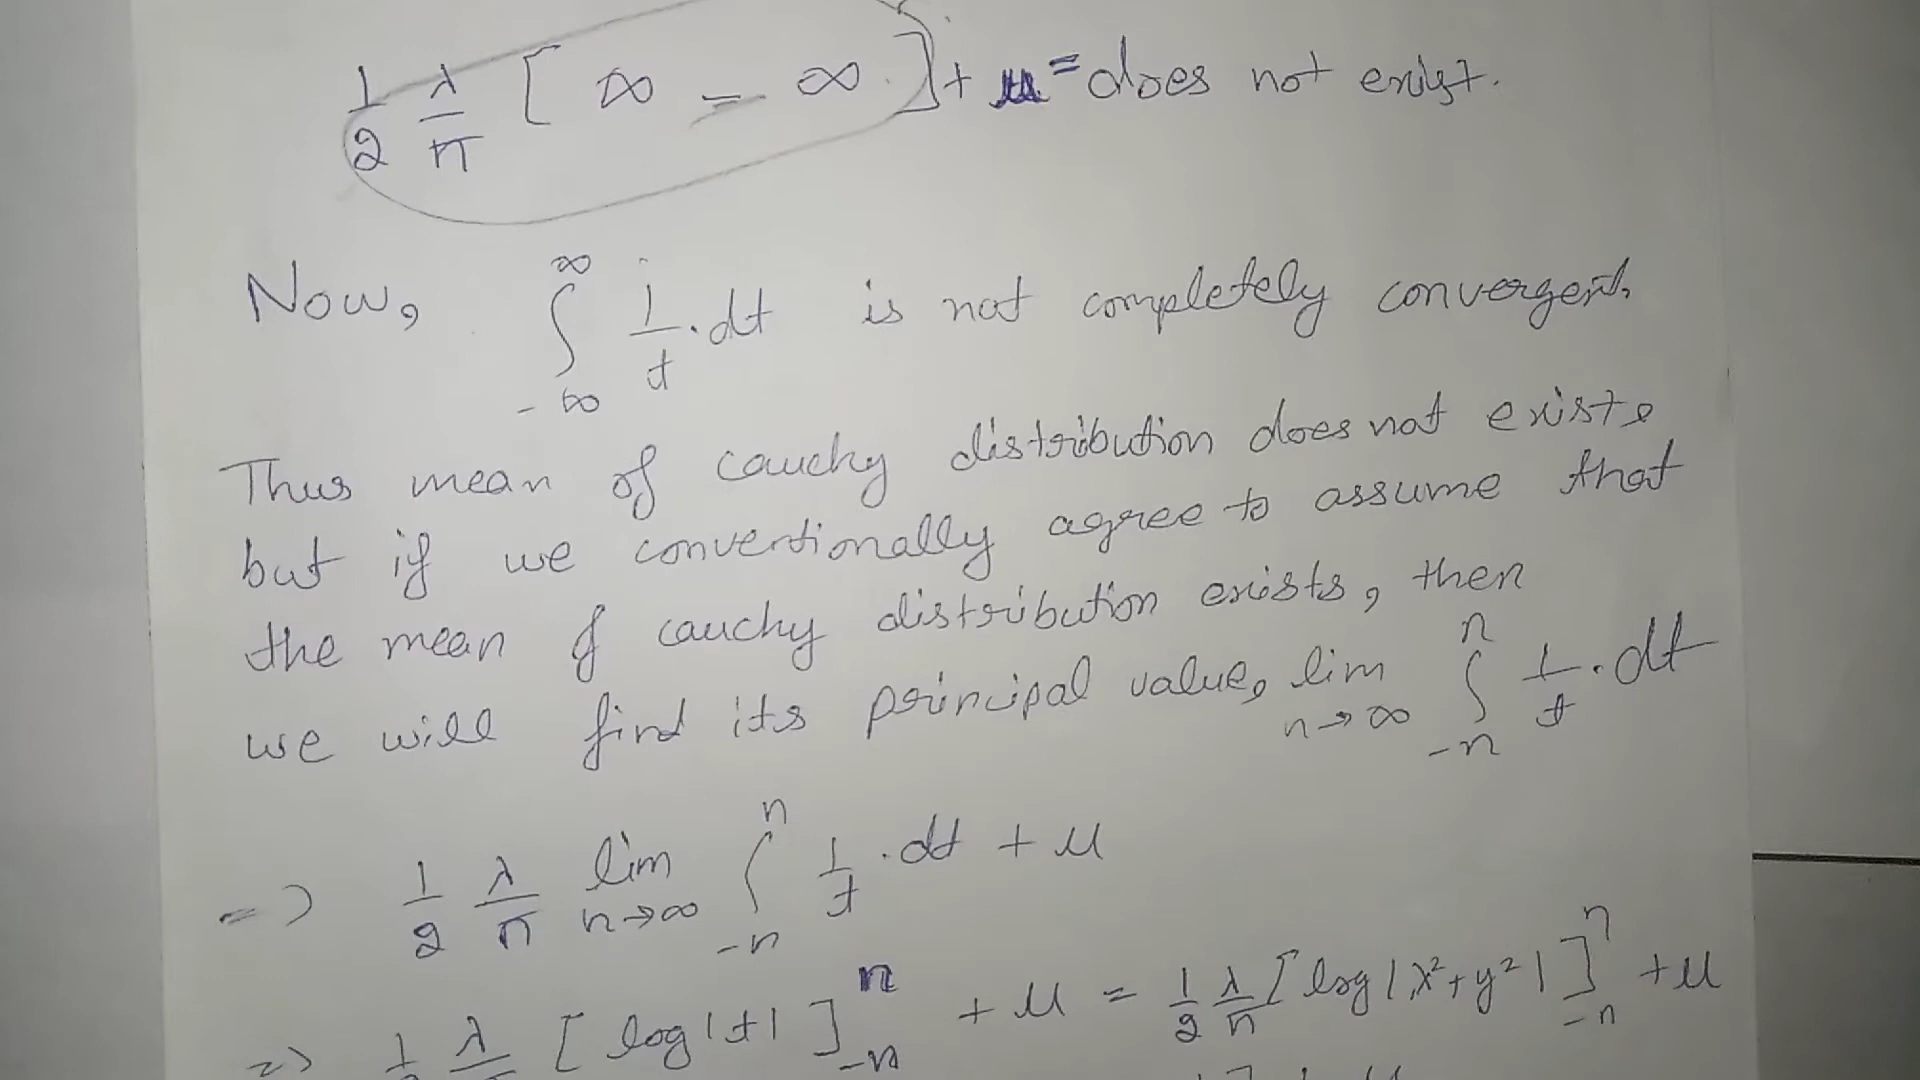 1/2 λ/π [ ∞ - ∞ ] + μ = does not exist.
Now, ∫_{-∞}^{∞} 1/t . dt is not completely convergent.
Thus mean of cauchy distribution does not exists
but if we conventionally agree to assume that
the mean of cauchy distribution exists, then
we will find its principal value, lim_{n→∞} ∫_{-n}^{n} 1/t . dt
=> 1/2 λ/π lim_{n→∞} ∫_{-n}^{n} 1/t . dt + μ
=> 1/2 λ/π [ log |t| ]_{-n}^{n} + μ = 1/2 λ/π [ log | λ² + y² | ]_{-n}^{n} + μ